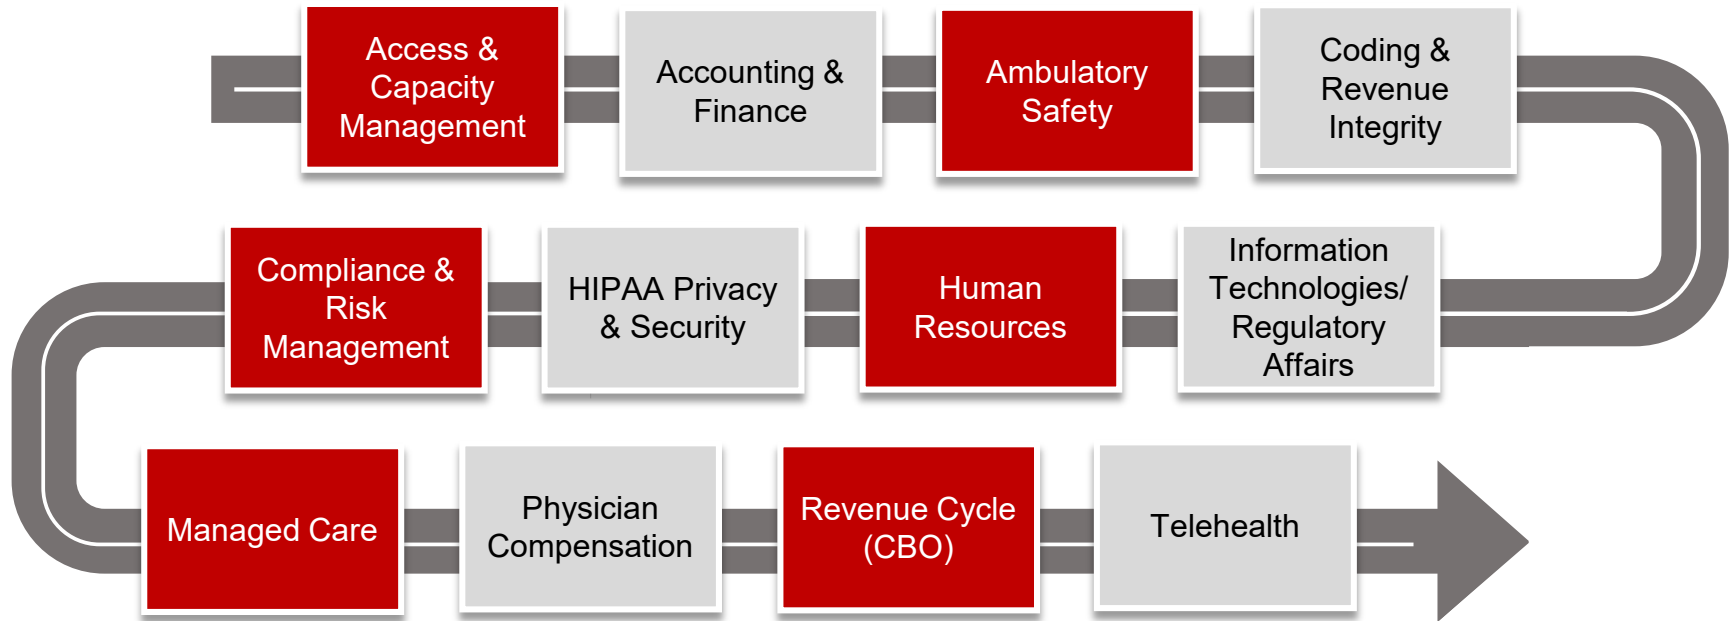 Access &
Capacity
Management
Accounting &
Finance
Ambulatory
Safety
Coding &
Revenue
Integrity
Compliance &
Risk
Management
HIPAA Privacy
& Security
Human
Resources
Information
Technologies/
Regulatory
Affairs
Managed Care
Physician
Compensation
Revenue Cycle
(CBO)
Telehealth